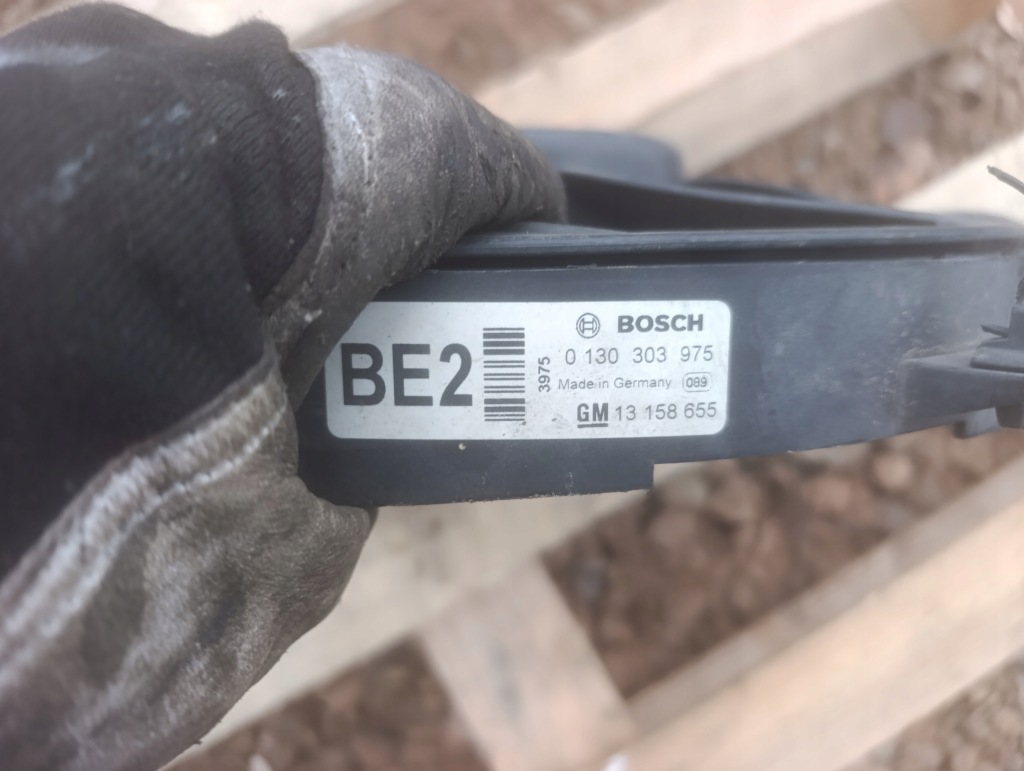 BE2
3975
BOSCH
0 130 303 975
Made in Germany 089
GM 13 158 655